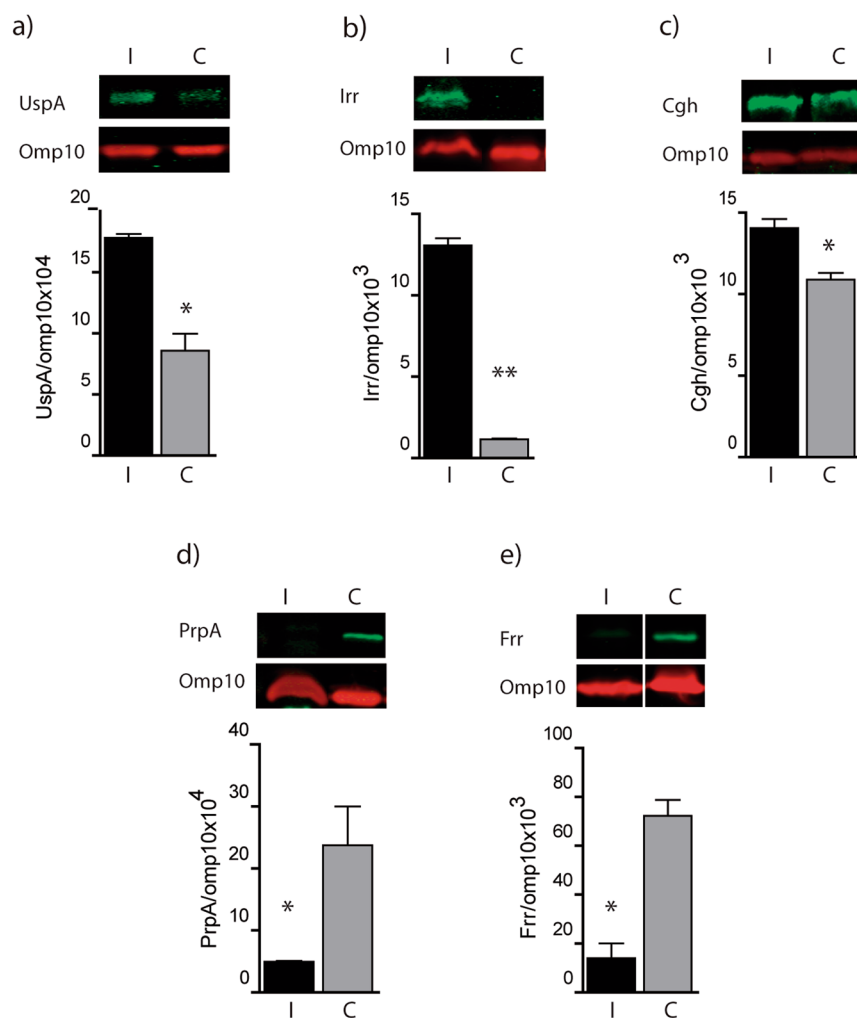 a)
I C
UspA
Omp10
20
15
10
5
0
UspA/omp10x104
*
I C
b)
I C
Irr
Omp10
15
10
5
0
Irr/omp10x10^3
**
I C
c)
I C
Cgh
Omp10
15
10
5
0
Cgh/omp10x10^3
*
I C
d)
I C
PrpA
Omp10
40
30
20
10
0
PrpA/omp10x10^4
*
I C
e)
I C
Frr
Omp10
100
80
60
40
20
0
Frr/omp10x10^3
*
I C